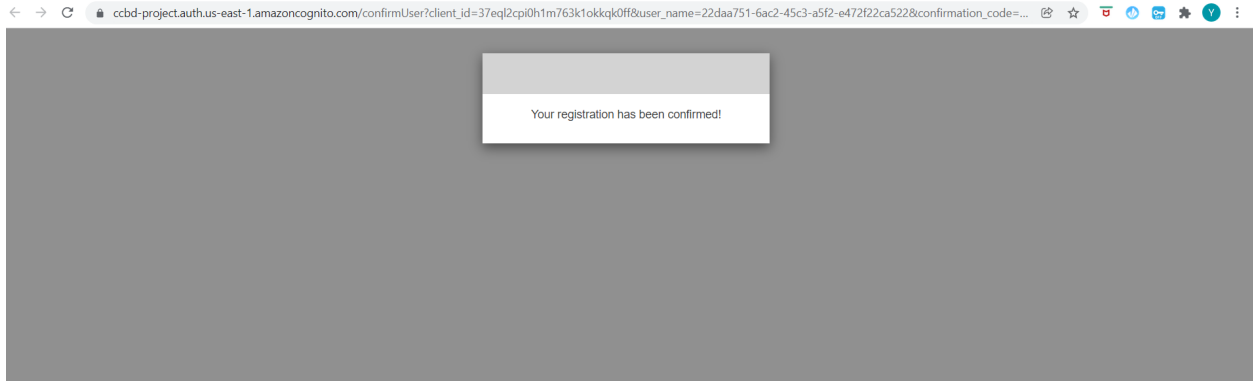 ccbd-project.auth.us-east-1.amazoncognito.com/confirmUser?client_id=37eql2cpi0h1m763k1okkqk0ff&user_name=22daa751-6ac2-45c3-a5f2-e472f22ca522&confirmation_code=...
Y
Your registration has been confirmed!